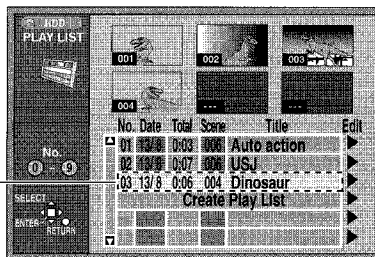 ADD
PLAY LIST
001
002
003
004
---
---
No. Date Total Scene Title Edit
01 13/8 0:03 006 Auto action
02 13/8 0:07 006 USJ
03 13/8 0:06 004 Dinosaur
Create Play List
No.
0 ~ 9
SELECT
ENTER
RETURN